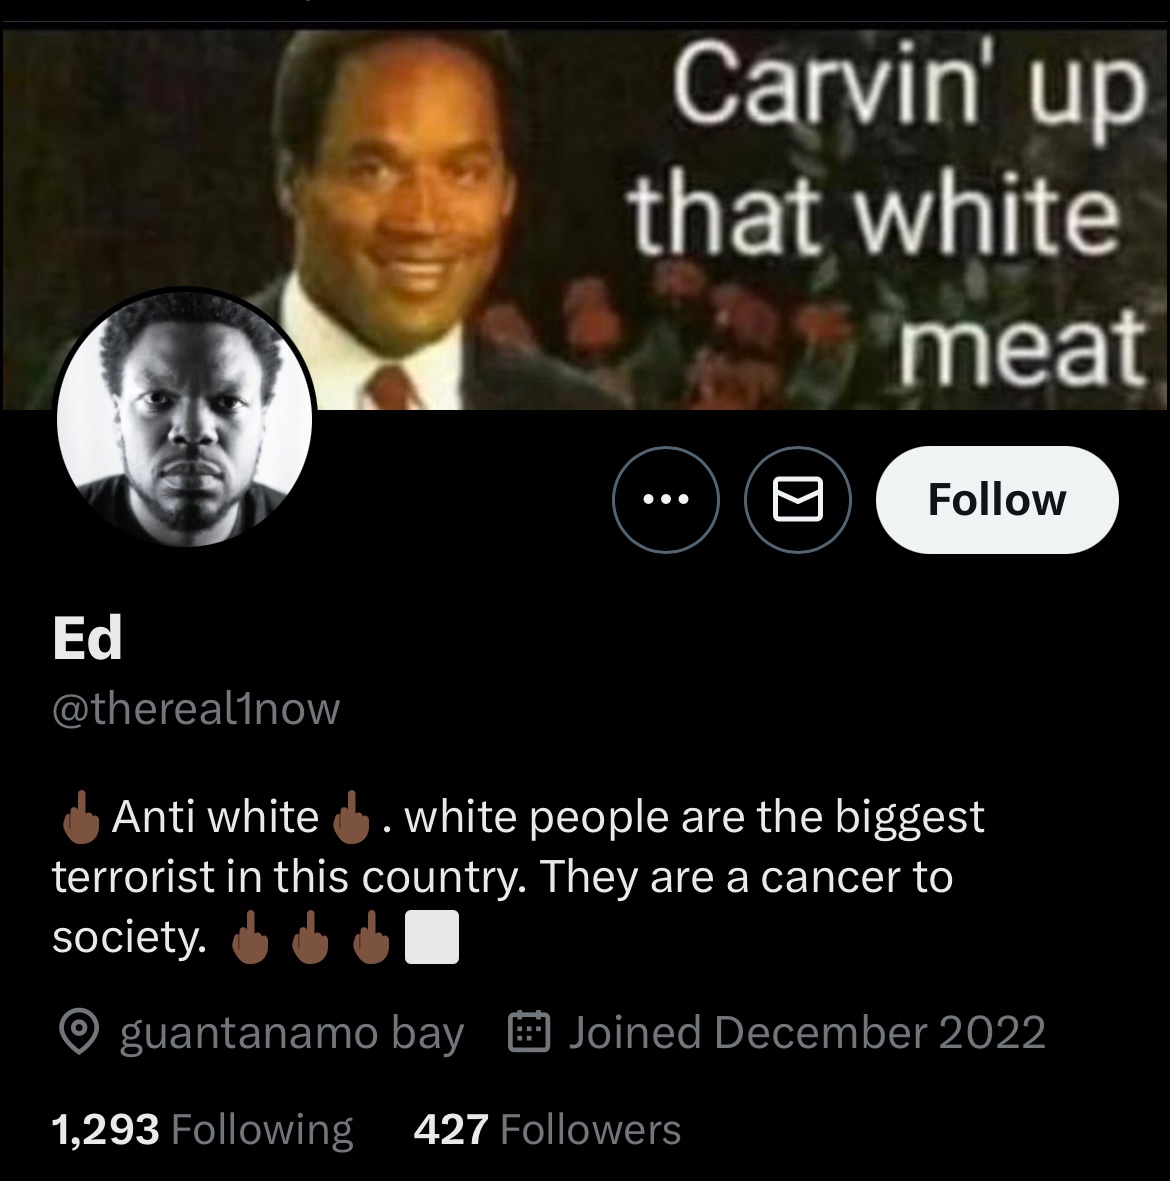 Carvin' up
that white
meat
Follow
Ed
@thereal1now
🖕🏾Anti white🖕🏾. white people are the biggest
terrorist in this country. They are a cancer to
society. 🖕🏾🖕🏾🖕🏾⬜
guantanamo bay Joined December 2022
1,293 Following 427 Followers